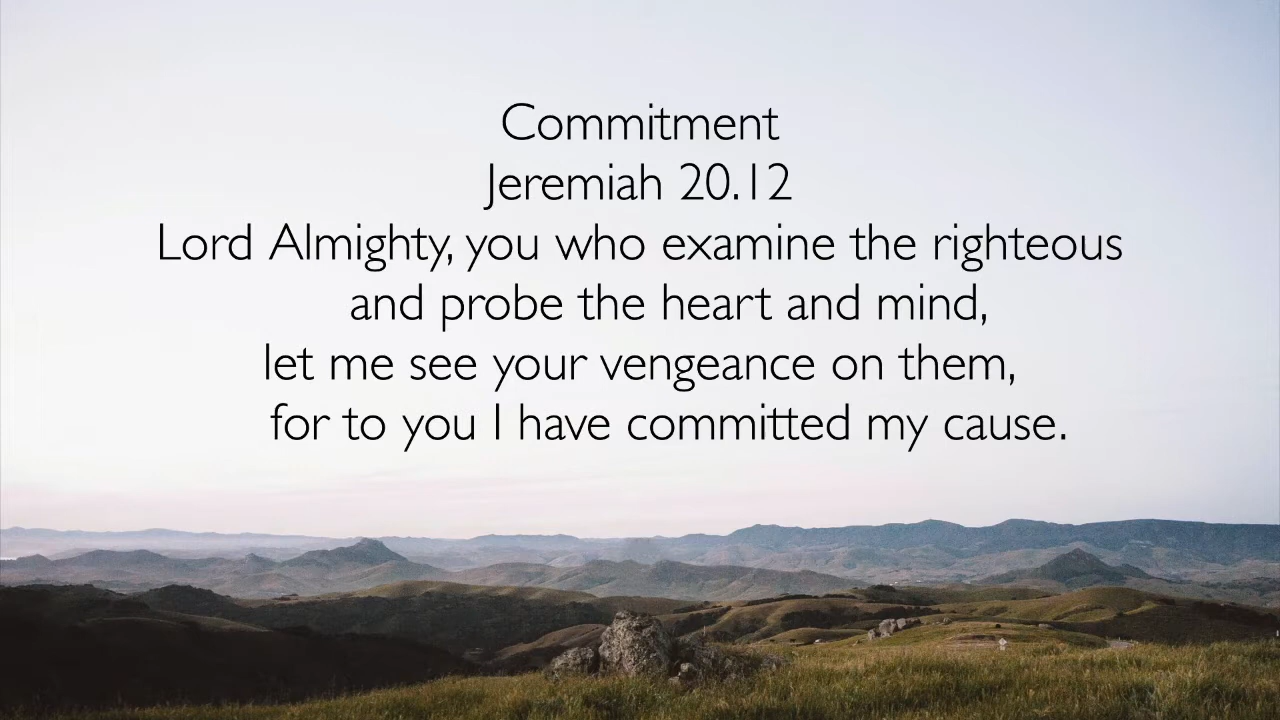 Commitment
Jeremiah 20.12
Lord Almighty, you who examine the righteous
and probe the heart and mind,
let me see your vengeance on them,
for to you I have committed my cause.